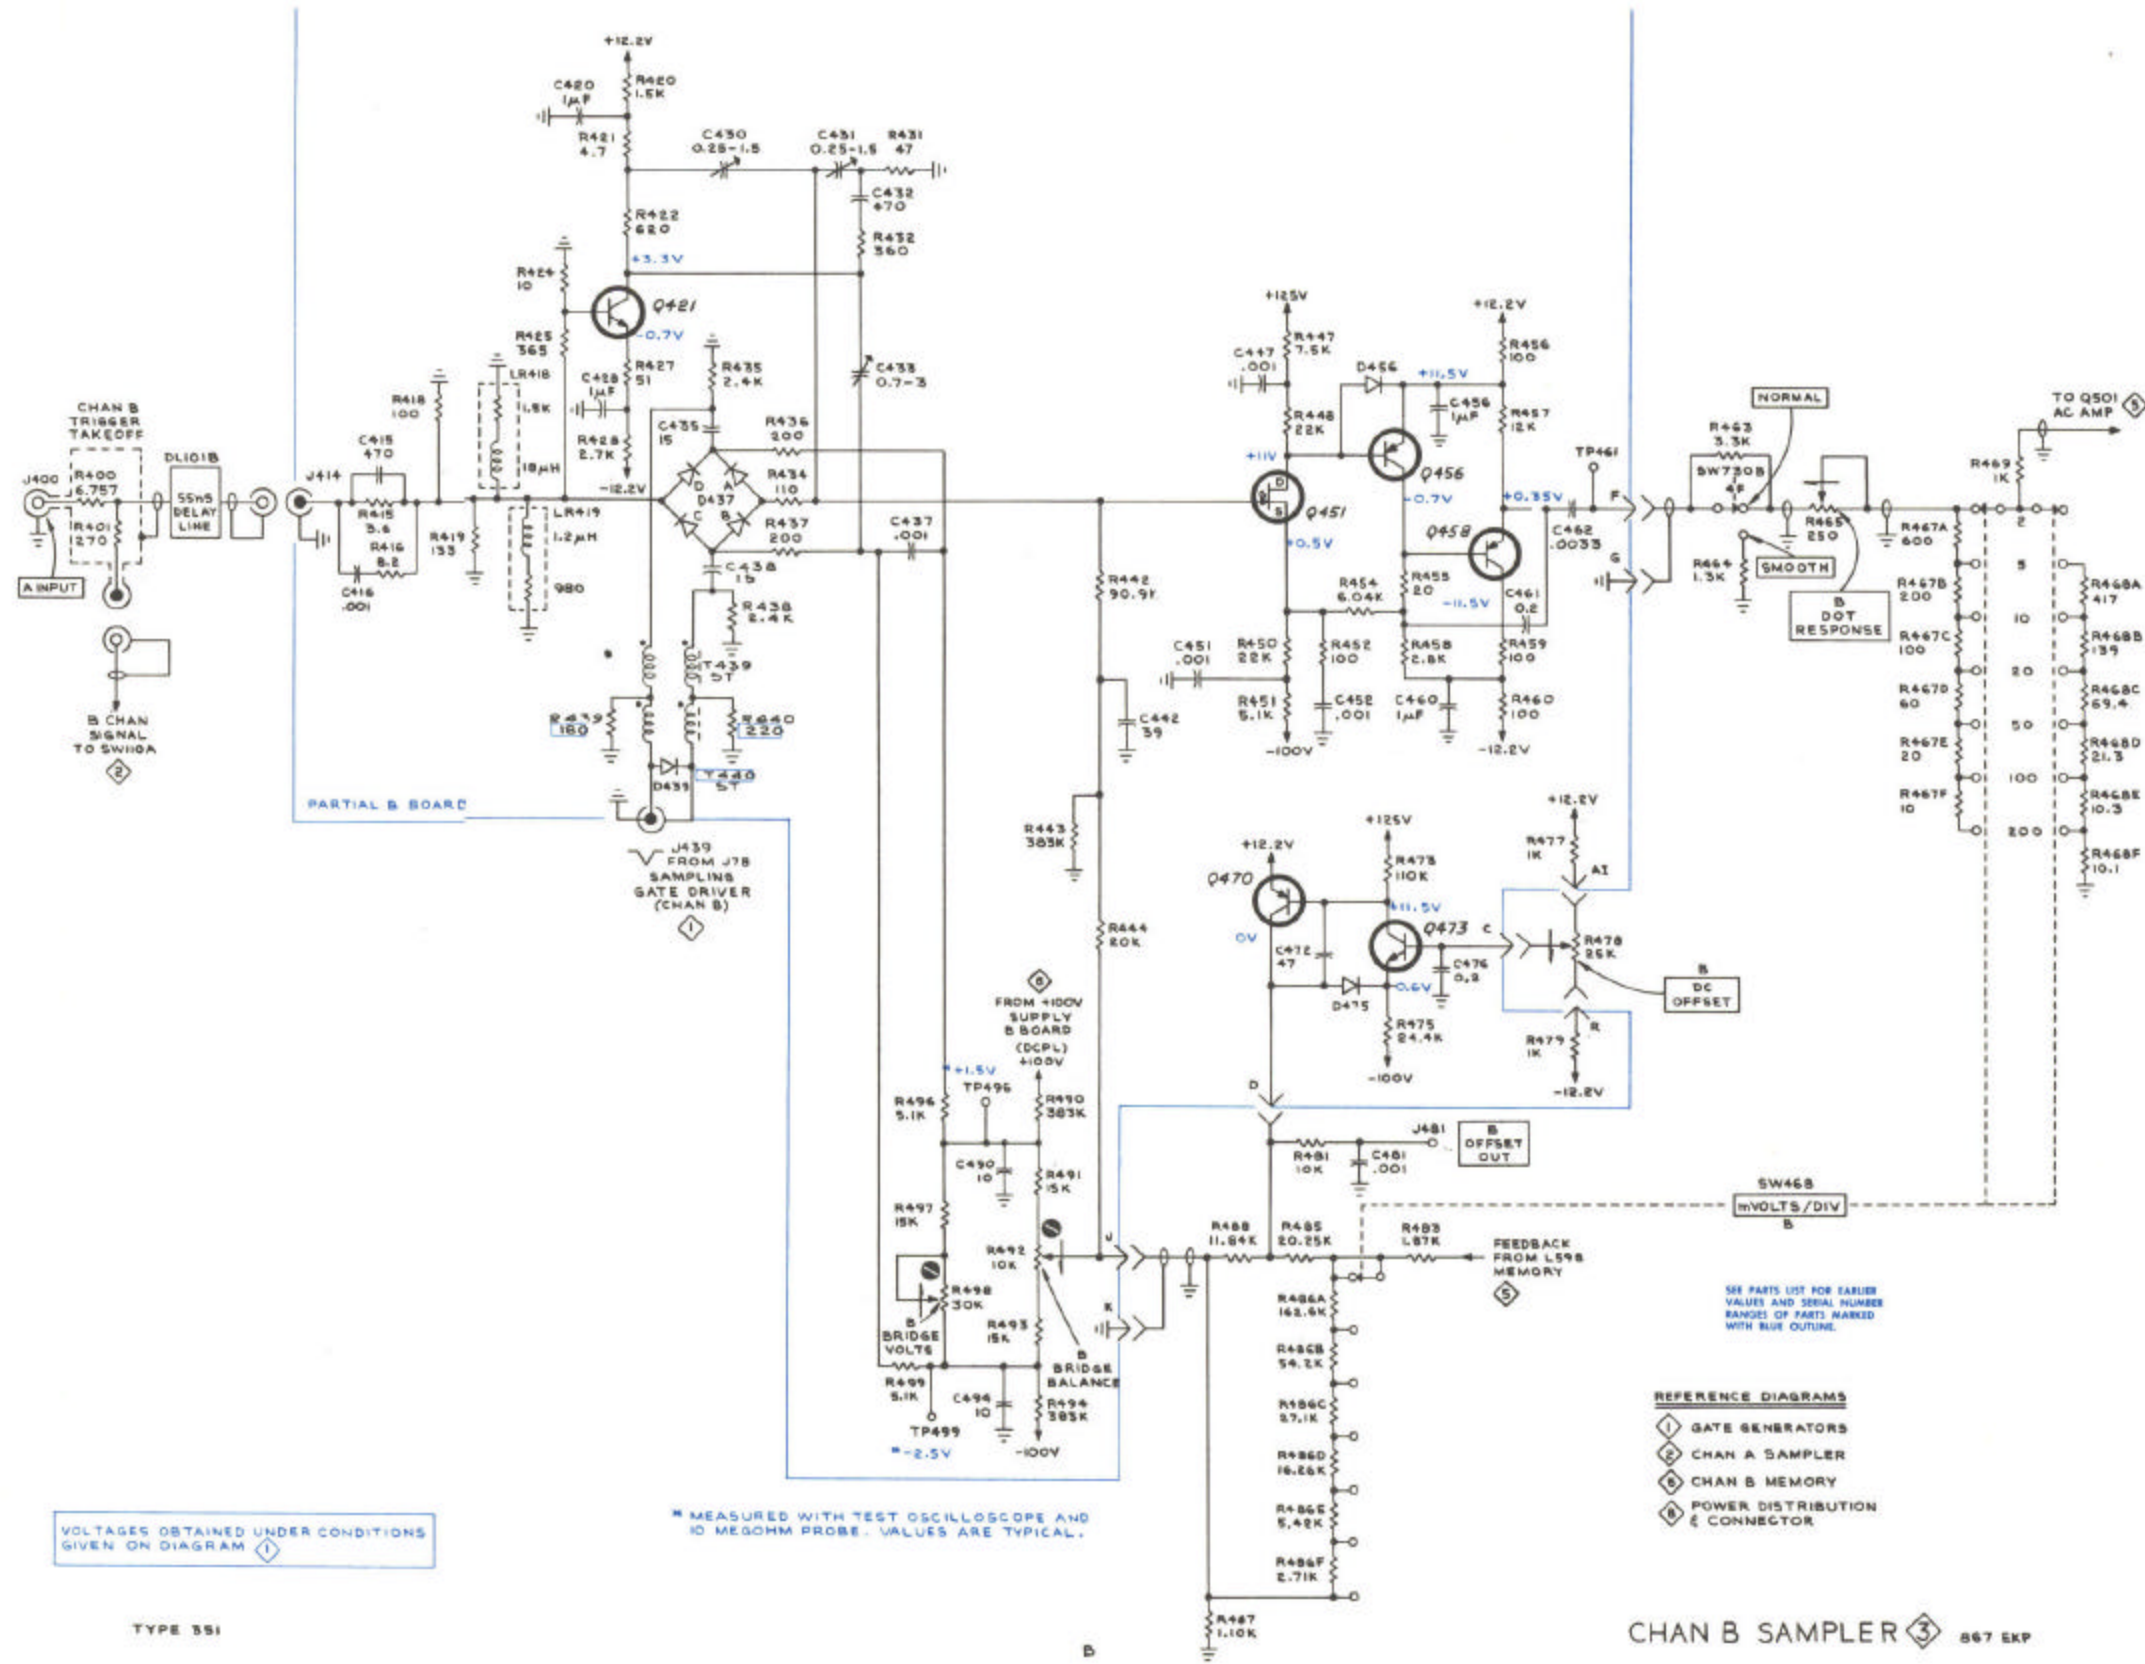 +12.2V
C420
1µF
R420
1.5K
R421
4.7
C430
0.25-1.5
C431
0.25-1.5
R431
47
C432
470
R422
620
R432
360
+3.3V
R424
10
Q421
-0.7V
R425
365
R427
51
C428
1µF
R428
2.7K
-12.2V
R435
2.4K
C433
0.7-3
LR418
1.5K
18µH
R418
100
CHAN B
TRIGGER
TAKEOFF
J400
R400
6.757
R401
270
A INPUT
DL101B
55nS
DELAY
LINE
J414
C415
470
R415
3.6
R416
8.2
C416
.001
R419
133
LR419
1.2µH
980
C435
15
R436
200
R434
110
R437
200
D
A
D437
C
B
C437
.001
C438
15
R438
2.4K
T439
5T
R439
180
R440
220
T440
5T
D439
B CHAN
SIGNAL
TO SW110A
2
PARTIAL B BOARD
J439
FROM J78
SAMPLING
GATE DRIVER
(CHAN B)
1
+125V
R447
7.5K
C447
.001
R448
22K
D456
+11.5V
+12.2V
R456
100
C456
1µF
R457
12K
+11V
Q456
D
S
Q451
-0.7V
+0.35V
+0.5V
Q458
R442
90.9K
R454
6.04K
R455
20
-11.5V
C461
0.2
C451
.001
R450
22K
R452
100
R458
2.8K
R459
100
R451
5.1K
C452
.001
C460
1µF
R460
100
-100V
-12.2V
C442
39
R443
383K
R444
20K
TP461
C462
.0033
F
G
NORMAL
R463
3.3K
SW730B
4F
R464
1.3K
SMOOTH
R465
250
B
DOT
RESPONSE
TO Q501
AC AMP
5
R469
1K
R467A
600
2
5
R467B
200
R468A
417
10
R467C
100
R468B
139
20
R467D
60
R468C
69.4
50
R467E
20
R468D
21.3
100
R467F
10
R468E
10.3
200
R468F
10.1
+12.2V
Q470
+125V
R473
110K
+11.5V
Q473
C
0V
C472
47
C476
0.2
D475
-0.6V
R475
24.4K
-100V
+12.2V
R477
1K
AI
R478
25K
B
DC
OFFSET
R
R479
1K
-12.2V
6
FROM +100V
SUPPLY
B BOARD
(DCPL)
+100V
*+1.5V
TP496
R496
5.1K
R490
383K
C490
10
R491
15K
R497
15K
R492
10K
R498
30K
B
BRIDGE
VOLTS
R493
15K
B
BRIDGE
BALANCE
R499
5.1K
C494
10
R494
383K
TP499
*-2.5V
-100V
D
R481
10K
C481
.001
J481
B
OFFSET
OUT
J
K
R488
11.84K
R485
20.25K
R483
1.87K
FEEDBACK
FROM L598
MEMORY
5
SW468
mVOLTS/DIV
B
R486A
162.6K
R486B
54.2K
R486C
27.1K
R486D
16.26K
R486E
5.42K
R486F
2.71K
R487
1.10K
SEE PARTS LIST FOR EARLIER
VALUES AND SERIAL NUMBER
RANGES OF PARTS MARKED
WITH BLUE OUTLINE.
REFERENCE DIAGRAMS
1 GATE GENERATORS
2 CHAN A SAMPLER
5 CHAN B MEMORY
8 POWER DISTRIBUTION
& CONNECTOR
VOLTAGES OBTAINED UNDER CONDITIONS
GIVEN ON DIAGRAM 1
* MEASURED WITH TEST OSCILLOSCOPE AND
10 MEGOHM PROBE. VALUES ARE TYPICAL.
TYPE 3S1
B
CHAN B SAMPLER 3 867 EKP